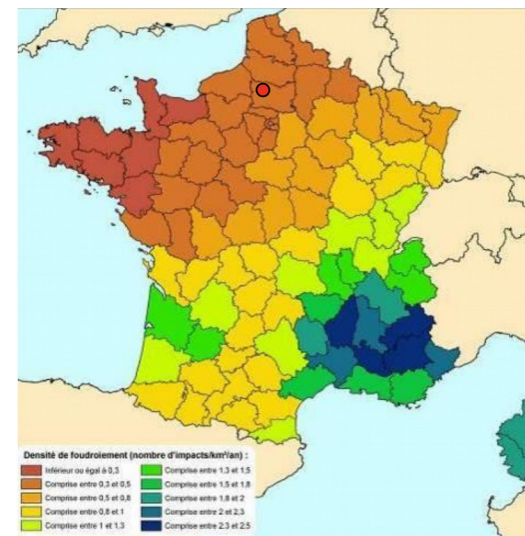 Densité de foudroiement (nombre d'impacts/km²/an) :
Inférieur ou égal à 0,3
Comprise entre 0,3 et 0,5
Comprise entre 0,5 et 0,8
Comprise entre 0,8 et 1
Comprise entre 1 et 1,3
Comprise entre 1,3 et 1,5
Comprise entre 1,5 et 1,8
Comprise entre 1,8 et 2
Comprise entre 2 et 2,3
Comprise entre 2,3 et 2,5